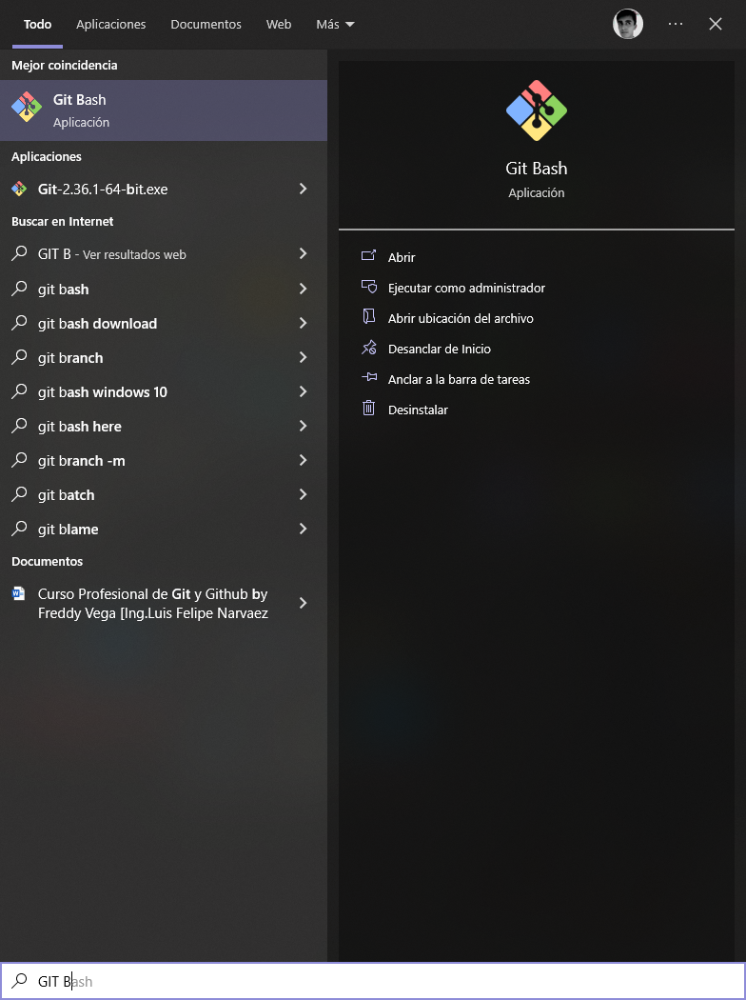 Todo Aplicaciones Documentos Web Más ...
Mejor coincidencia
Git Bash
Aplicación
Aplicaciones
Git-2.36.1-64-bit.exe
Buscar en Internet
GIT B - Ver resultados web
git bash
git bash download
git branch
git bash windows 10
git bash here
git branch -m
git batch
git blame
Documentos
Curso Profesional de Git y Github by
Freddy Vega [Ing.Luis Felipe Narvaez
Git Bash
Aplicación
Abrir
Ejecutar como administrador
Abrir ubicación del archivo
Desanclar de Inicio
Anclar a la barra de tareas
Desinstalar
GIT Bash